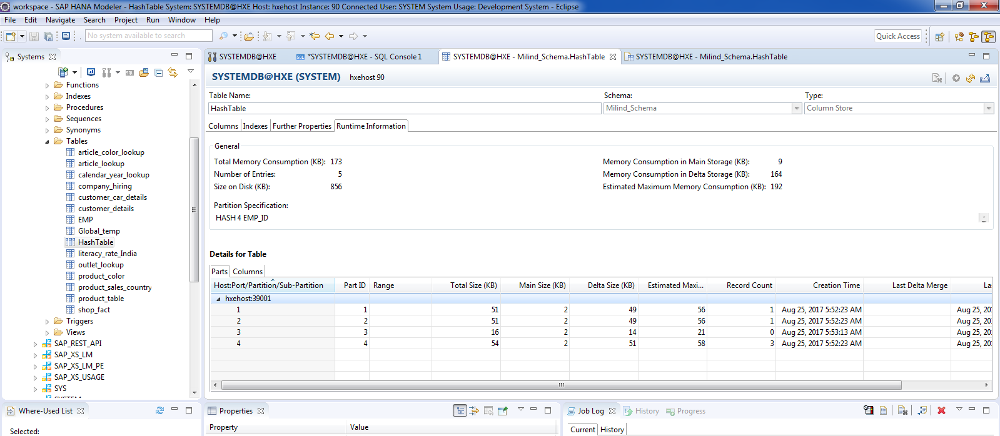 workspace - SAP HANA Modeler - HashTable System: SYSTEMDB@HXE Host: hxehost Instance: 90 Connected User: SYSTEM System Usage: Development System - Eclipse
File Edit Navigate Search Project Run Window Help
No system available to search
Quick Access
Systems
SYSTEMDB@HXE
SQL *SYSTEMDB@HXE - SQL Console 1
SYSTEMDB@HXE - Milind_Schema.HashTable
SYSTEMDB@HXE - Milind_Schema.HashTable
SQL
Functions
Indexes
Procedures
Sequences
Synonyms
Tables
article_color_lookup
article_lookup
calendar_year_lookup
company_hiring
customer_car_details
customer_details
EMP
Global_temp
HashTable
literacy_rate_India
outlet_lookup
product_color
product_sales_country
product_table
shop_fact
Triggers
Views
SAP_REST_API
SAP_XS_LM
SAP_XS_LM_PE
SAP_XS_USAGE
SYS
SYSTEM
SYSTEMDB@HXE (SYSTEM) hxehost 90
Table Name: Schema: Type:
HashTable Milind_Schema Column Store
Columns Indexes Further Properties Runtime Information
General
Total Memory Consumption (KB): 173 Memory Consumption in Main Storage (KB): 9
Number of Entries: 5 Memory Consumption in Delta Storage (KB): 164
Size on Disk (KB): 856 Estimated Maximum Memory Consumption (KB): 192
Partition Specification:
HASH 4 EMP_ID
Details for Table
Parts Columns
Host:Port/Partition/Sub-Partition Part ID Range Total Size (KB) Main Size (KB) Delta Size (KB) Estimated Maxi... Record Count Creation Time Last Delta Merge La
hxehost:39001
1 1 51 2 49 56 1 Aug 25, 2017 5:52:23 AM Aug 25, 20
2 2 51 2 49 56 1 Aug 25, 2017 5:52:23 AM Aug 25, 20
3 3 16 2 14 21 0 Aug 25, 2017 5:53:13 AM Aug 25, 20
4 4 54 2 51 58 3 Aug 25, 2017 5:52:23 AM Aug 25, 20
Where-Used List
Selected:
Properties
Property Value
Job Log History Progress
Current History